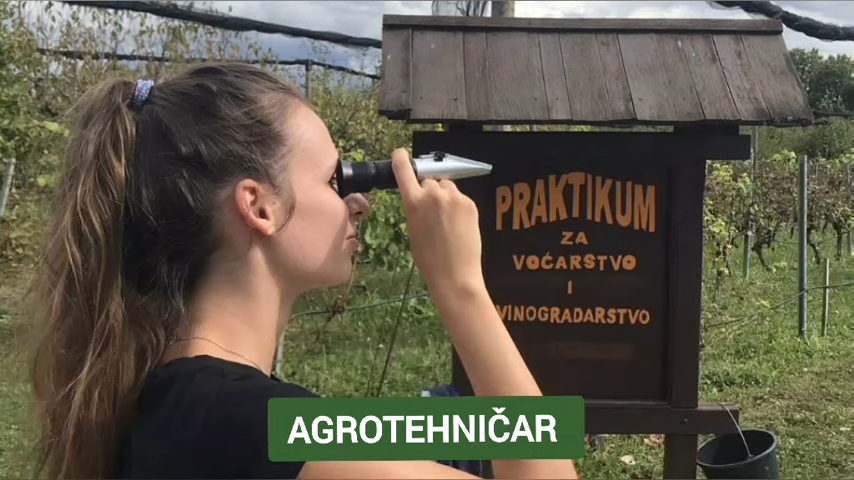 PRAKTIKUM
ZA
VOĆARSTVO
I
VINOGRADARSTVO
AGROTEHNIČAR